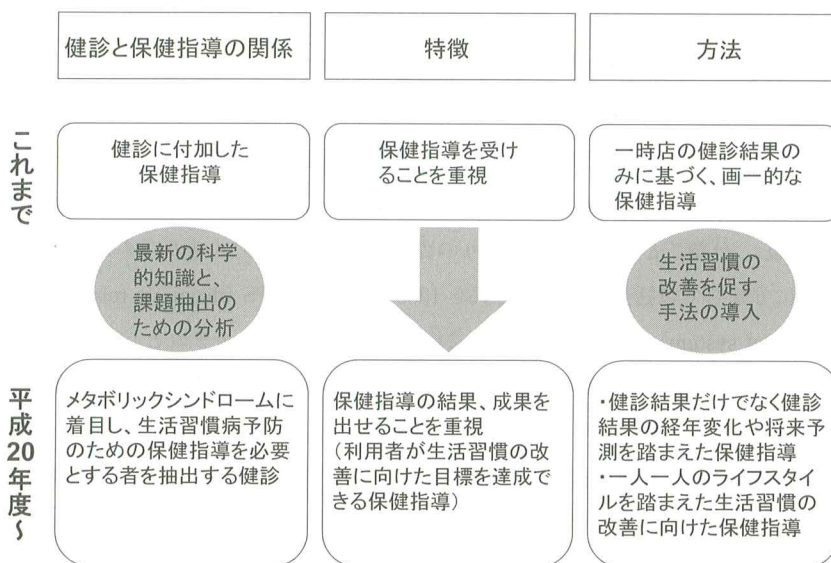 健診と保健指導の関係
特徴
方法
これまで
健診に付加した
保健指導
保健指導を受け
ることを重視
一時店の健診結果の
みに基づく、画一的な
保健指導
最新の科学
的知識と、
課題抽出の
ための分析
生活習慣の
改善を促す
手法の導入
平成20年度~
メタボリックシンドロームに
着目し、生活習慣病予防
のための保健指導を必要
とする者を抽出する健診
保健指導の結果、成果を
出せることを重視
(利用者が生活習慣の改
善に向けた目標を達成で
きる保健指導)
・健診結果だけでなく健診
結果の経年変化や将来予
測を踏まえた保健指導
・一人一人のライフスタイ
ルを踏まえた生活習慣の
改善に向けた保健指導